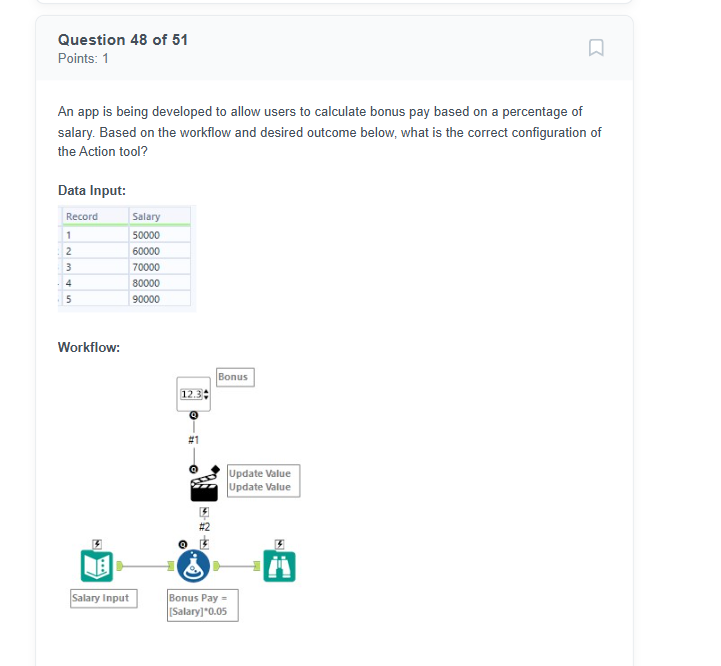 Question 48 of 51
Points: 1
An app is being developed to allow users to calculate bonus pay based on a percentage of
salary. Based on the workflow and desired outcome below, what is the correct configuration of
the Action tool?
Data Input:
Record Salary
1 50000
2 60000
3 70000
4 80000
5 90000
Workflow:
Bonus
12.3
Q
#1
Q
Update Value
Update Value
#2
Q
Salary Input
Bonus Pay =
[Salary]*0.05